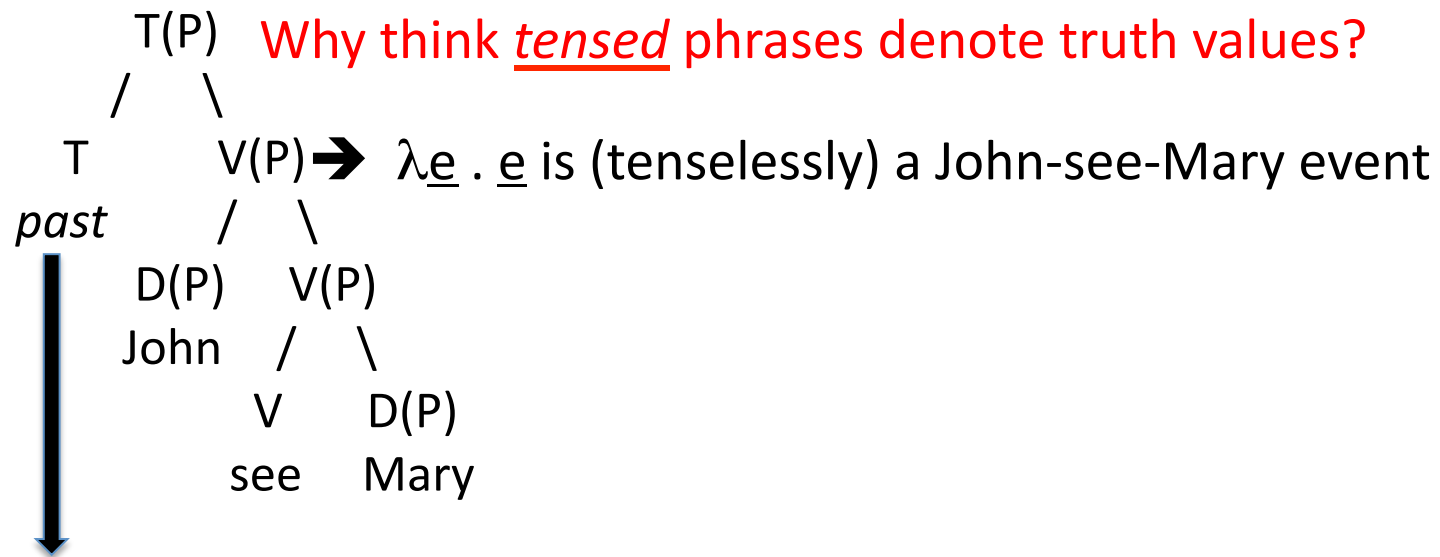 T(P) Why think tensed phrases denote truth values?
/ \
T V(P)➔ λe . e is (tenselessly) a John-see-Mary event
past / \
D(P) V(P)
John / \
V D(P)
see Mary